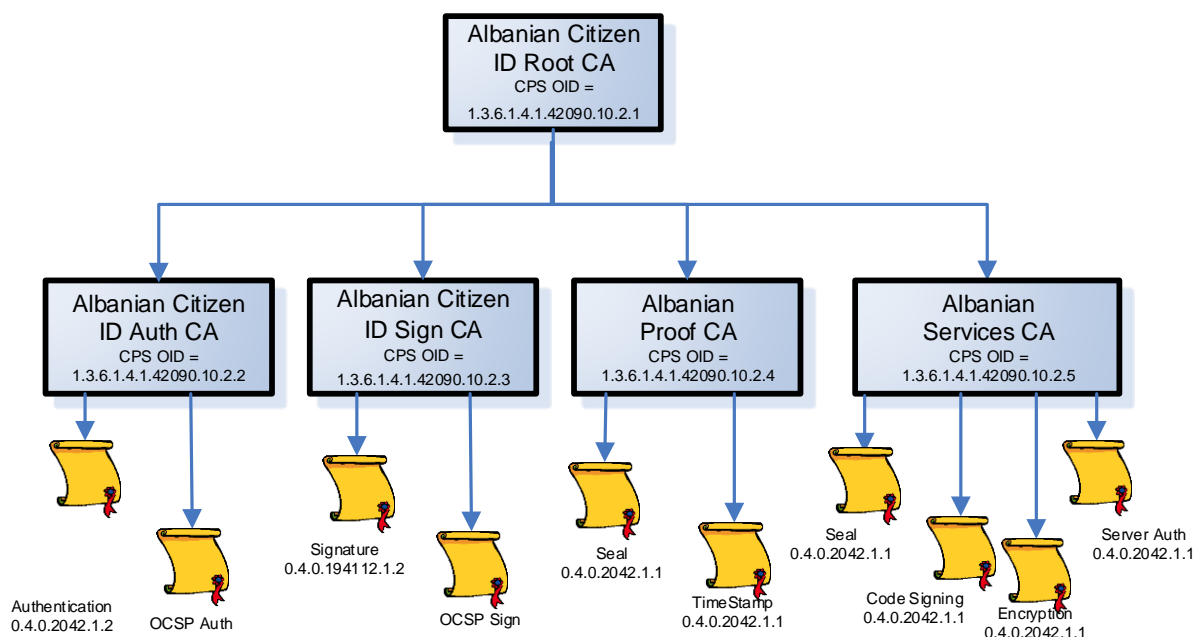 Albanian Citizen
ID Root CA
CPS OID =
1.3.6.1.4.1.42090.10.2.1
Albanian Citizen
ID Auth CA
CPS OID =
1.3.6.1.4.1.42090.10.2.2
Albanian Citizen
ID Sign CA
CPS OID =
1.3.6.1.4.1.42090.10.2.3
Albanian
Proof CA
CPS OID =
1.3.6.1.4.1.42090.10.2.4
Albanian
Services CA
CPS OID =
1.3.6.1.4.1.42090.10.2.5
Authentication
0.4.0.2042.1.2
OCSP Auth
Signature
0.4.0.194112.1.2
OCSP Sign
Seal
0.4.0.2042.1.1
TimeStamp
0.4.0.2042.1.1
Seal
0.4.0.2042.1.1
Code Signing
0.4.0.2042.1.1
Encryption
0.4.0.2042.1.1
Server Auth
0.4.0.2042.1.1